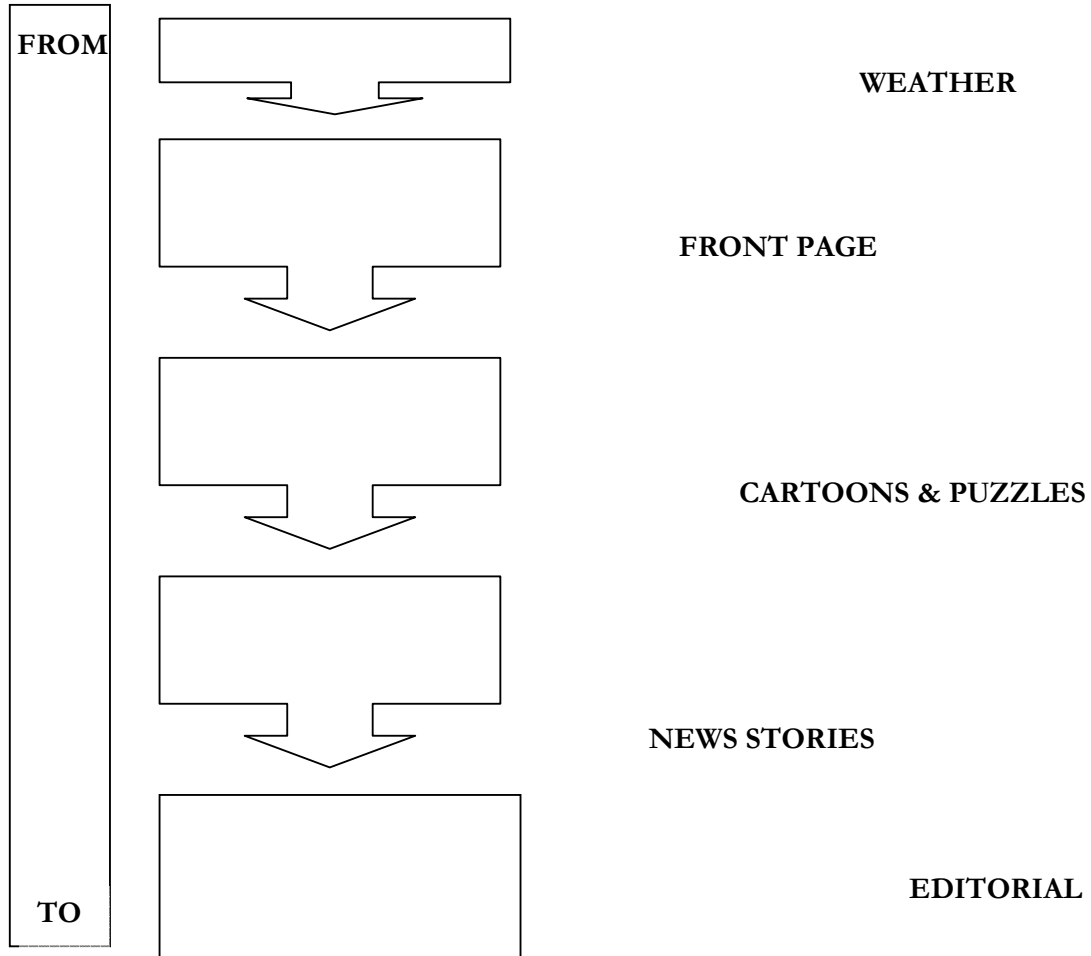 FROM
WEATHER
FRONT PAGE
CARTOONS & PUZZLES
NEWS STORIES
EDITORIAL
TO